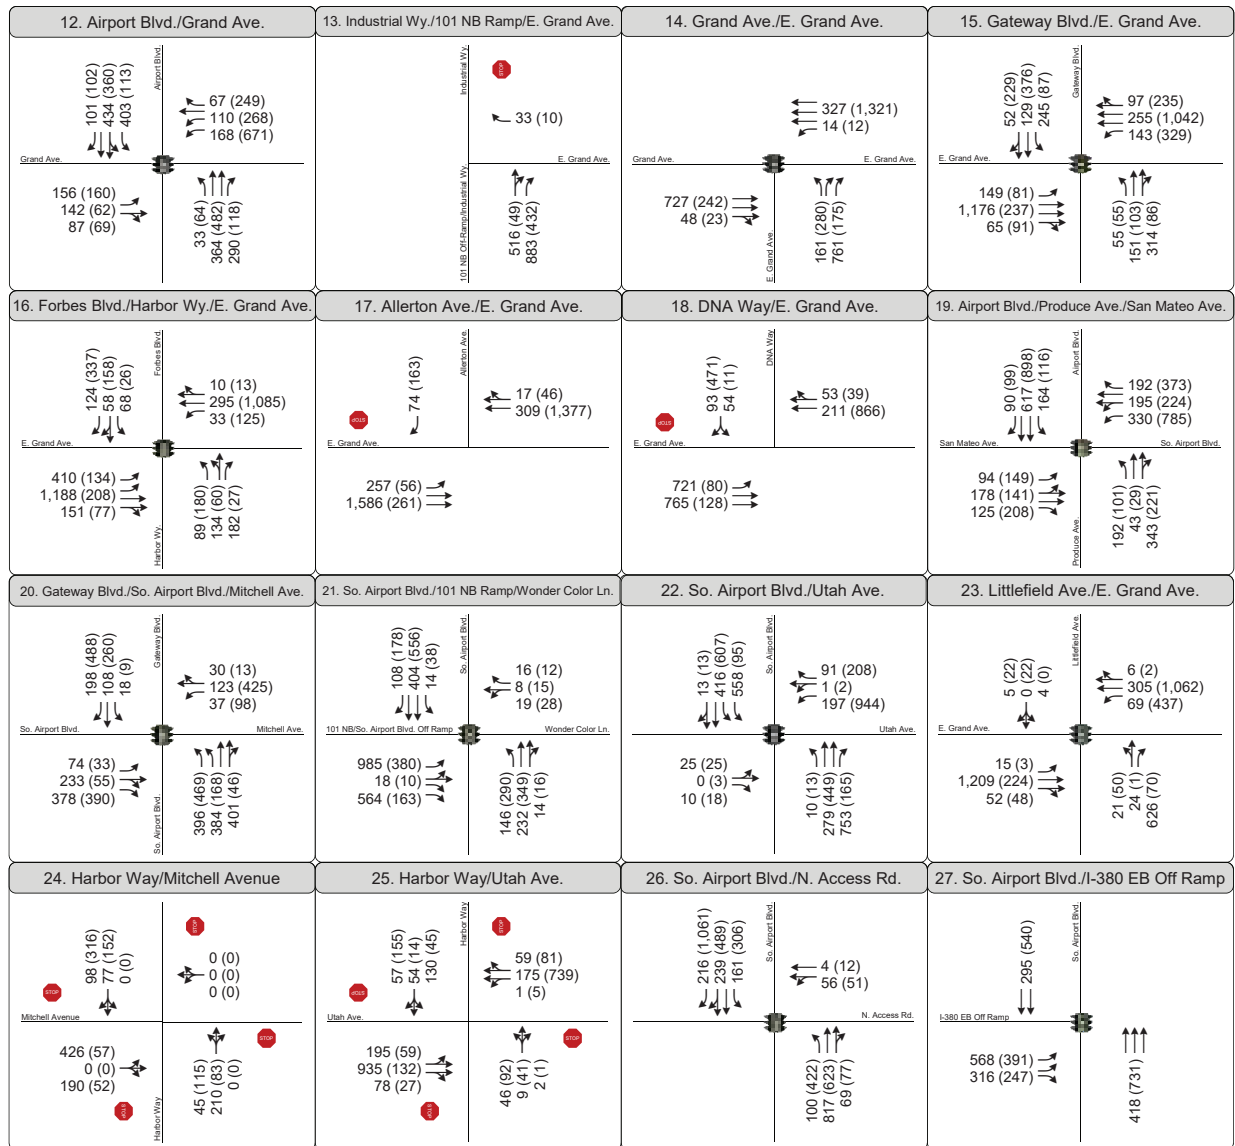 12. Airport Blvd./Grand Ave.
101 (102)
434 (360)
403 (113)
Airport Blvd.
67 (249)
110 (268)
168 (671)
Grand Ave.
156 (160)
142 (62)
87 (69)
33 (64)
364 (482)
290 (118)
13. Industrial Wy./101 NB Ramp/E. Grand Ave.
Industrial Wy.
STOP
33 (10)
E. Grand Ave.
101 NB Off-Ramp/Industrial Wy.
516 (49)
883 (432)
14. Grand Ave./E. Grand Ave.
327 (1,321)
14 (12)
Grand Ave.
E. Grand Ave.
727 (242)
48 (23)
E. Grand Ave.
161 (280)
761 (175)
15. Gateway Blvd./E. Grand Ave.
52 (229)
129 (376)
245 (87)
Gateway Blvd.
97 (235)
255 (1,042)
143 (329)
E. Grand Ave.
149 (81)
1,176 (237)
65 (91)
55 (55)
151 (103)
314 (86)
16. Forbes Blvd./Harbor Wy./E. Grand Ave.
124 (337)
58 (158)
68 (26)
Forbes Blvd.
10 (13)
295 (1,085)
33 (125)
E. Grand Ave.
410 (134)
1,188 (208)
151 (77)
Harbor Wy.
89 (180)
134 (60)
182 (27)
17. Allerton Ave./E. Grand Ave.
74 (163)
Allerton Ave.
17 (46)
309 (1,377)
STOP
E. Grand Ave.
257 (56)
1,586 (261)
18. DNA Way/E. Grand Ave.
93 (471)
54 (11)
DNA Way
53 (39)
211 (866)
STOP
E. Grand Ave.
721 (80)
765 (128)
19. Airport Blvd./Produce Ave./San Mateo Ave.
90 (99)
617 (898)
164 (116)
Airport Blvd.
192 (373)
195 (224)
330 (785)
San Mateo Ave.
So. Airport Blvd.
94 (149)
178 (141)
125 (208)
Produce Ave.
192 (101)
43 (29)
343 (221)
20. Gateway Blvd./So. Airport Blvd./Mitchell Ave.
198 (488)
108 (260)
18 (9)
Gateway Blvd.
30 (13)
123 (425)
37 (98)
So. Airport Blvd.
Mitchell Ave.
74 (33)
233 (55)
378 (390)
So. Airport Blvd.
396 (469)
384 (168)
401 (46)
21. So. Airport Blvd./101 NB Ramp/Wonder Color Ln.
108 (178)
404 (556)
14 (38)
So. Airport Blvd.
16 (12)
8 (15)
19 (28)
101 NB/So. Airport Blvd. Off Ramp
Wonder Color Ln.
985 (380)
18 (10)
564 (163)
146 (290)
232 (349)
14 (16)
22. So. Airport Blvd./Utah Ave.
13 (13)
416 (607)
558 (95)
So. Airport Blvd.
91 (208)
1 (2)
197 (944)
Utah Ave.
25 (25)
0 (3)
10 (18)
10 (13)
279 (449)
753 (165)
23. Littlefield Ave./E. Grand Ave.
5 (22)
0 (22)
4 (0)
Littlefield Ave.
6 (2)
305 (1,062)
69 (437)
E. Grand Ave.
15 (3)
1,209 (224)
52 (48)
21 (50)
24 (1)
626 (70)
24. Harbor Way/Mitchell Avenue
98 (316)
77 (152)
0 (0)
STOP
0 (0)
0 (0)
0 (0)
STOP
Mitchell Avenue
426 (57)
0 (0)
190 (52)
STOP
Harbor Way
45 (115)
210 (83)
0 (0)
STOP
25. Harbor Way/Utah Ave.
57 (155)
54 (14)
130 (45)
Harbor Way
STOP
59 (81)
175 (739)
1 (5)
STOP
Utah Ave.
195 (59)
935 (132)
78 (27)
STOP
46 (92)
9 (41)
2 (1)
STOP
26. So. Airport Blvd./N. Access Rd.
216 (1,061)
239 (489)
161 (306)
So. Airport Blvd.
4 (12)
56 (51)
N. Access Rd.
100 (422)
817 (623)
69 (77)
27. So. Airport Blvd./I-380 EB Off Ramp
295 (540)
So. Airport Blvd.
I-380 EB Off Ramp
568 (391)
316 (247)
418 (731)